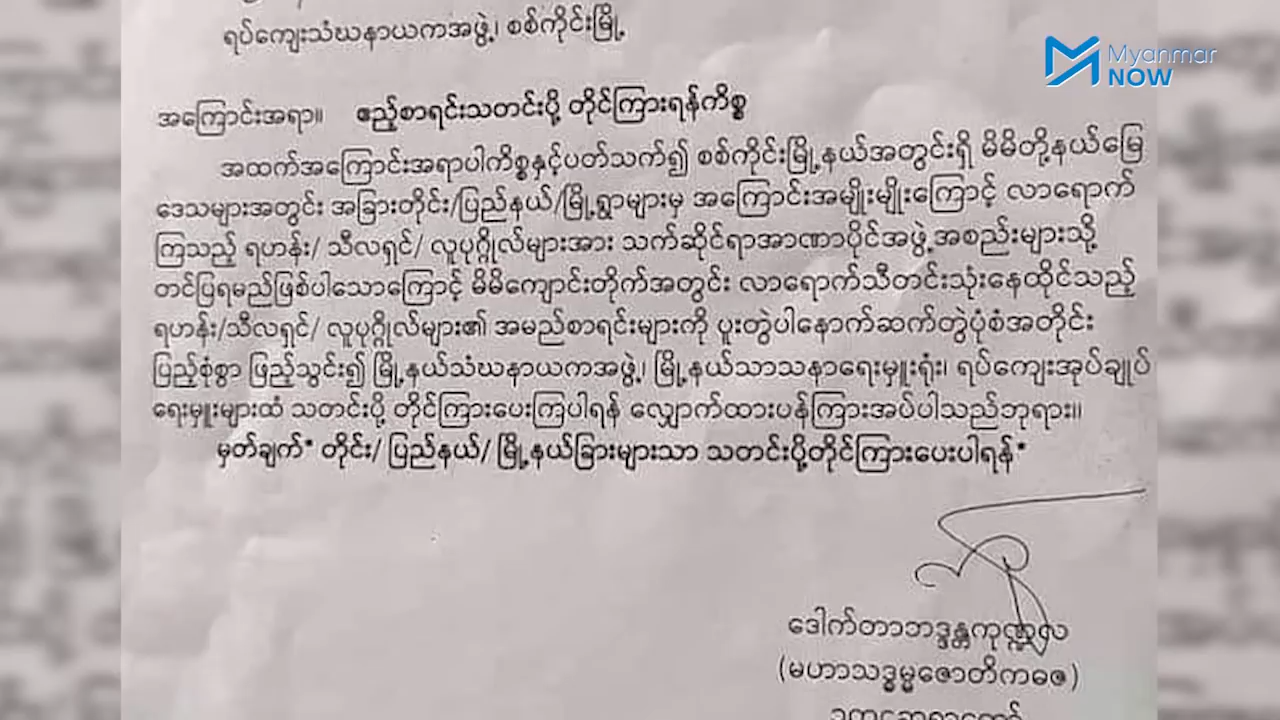 ရပ်ကျေးသံဃနာယကအဖွဲ့၊ စစ်ကိုင်းမြို့
Myanmar
NOW
အကြောင်းအရာ။ ဧည့်စာရင်းသတင်းပို့ တိုင်ကြားရန်ကိစ္စ
အထက်အကြောင်းအရာပါကိစ္စနှင့်ပတ်သက်၍ စစ်ကိုင်းမြို့နယ်အတွင်းရှိ မိမိတို့နယ်မြေ
ဒေသများအတွင်း အခြားတိုင်း/ပြည်နယ်/မြို့ရွာများမှ အကြောင်းအမျိုးမျိုးကြောင့် လာရောက်
ကြသည့် ရဟန်း/ သီလရှင်/ လူပုဂ္ဂိုလ်များအား သက်ဆိုင်ရာအာဏာပိုင်အဖွဲ့အစည်းများသို့
တင်ပြရမည်ဖြစ်ပါသောကြောင့် မိမိကျောင်းတိုက်အတွင်း လာရောက်သီတင်းသုံးနေထိုင်သည့်
ရဟန်း/သီလရှင်/ လူပုဂ္ဂိုလ်များ၏ အမည်စာရင်းများကို ပူးတွဲပါနောက်ဆက်တွဲပုံစံအတိုင်း
ပြည့်စုံစွာ ဖြည့်သွင်း၍ မြို့နယ်သံဃနာယကအဖွဲ့၊ မြို့နယ်သာသနာရေးမှူးရုံး၊ ရပ်ကျေးအုပ်ချုပ်
ရေးမှူးများထံ သတင်းပို့ တိုင်ကြားပေးကြပါရန် လျှောက်ထားပန်ကြားအပ်ပါသည်ဘုရား။
မှတ်ချက်* တိုင်း/ ပြည်နယ်/ မြို့နယ်ခြားများသာ သတင်းပို့တိုင်ကြားပေးပါရန်*
ဒေါက်တာဘဒ္ဒန္တကုဏ္ဍလ
(မဟာသဒ္ဓမ္မဇောတိကဓဇ)